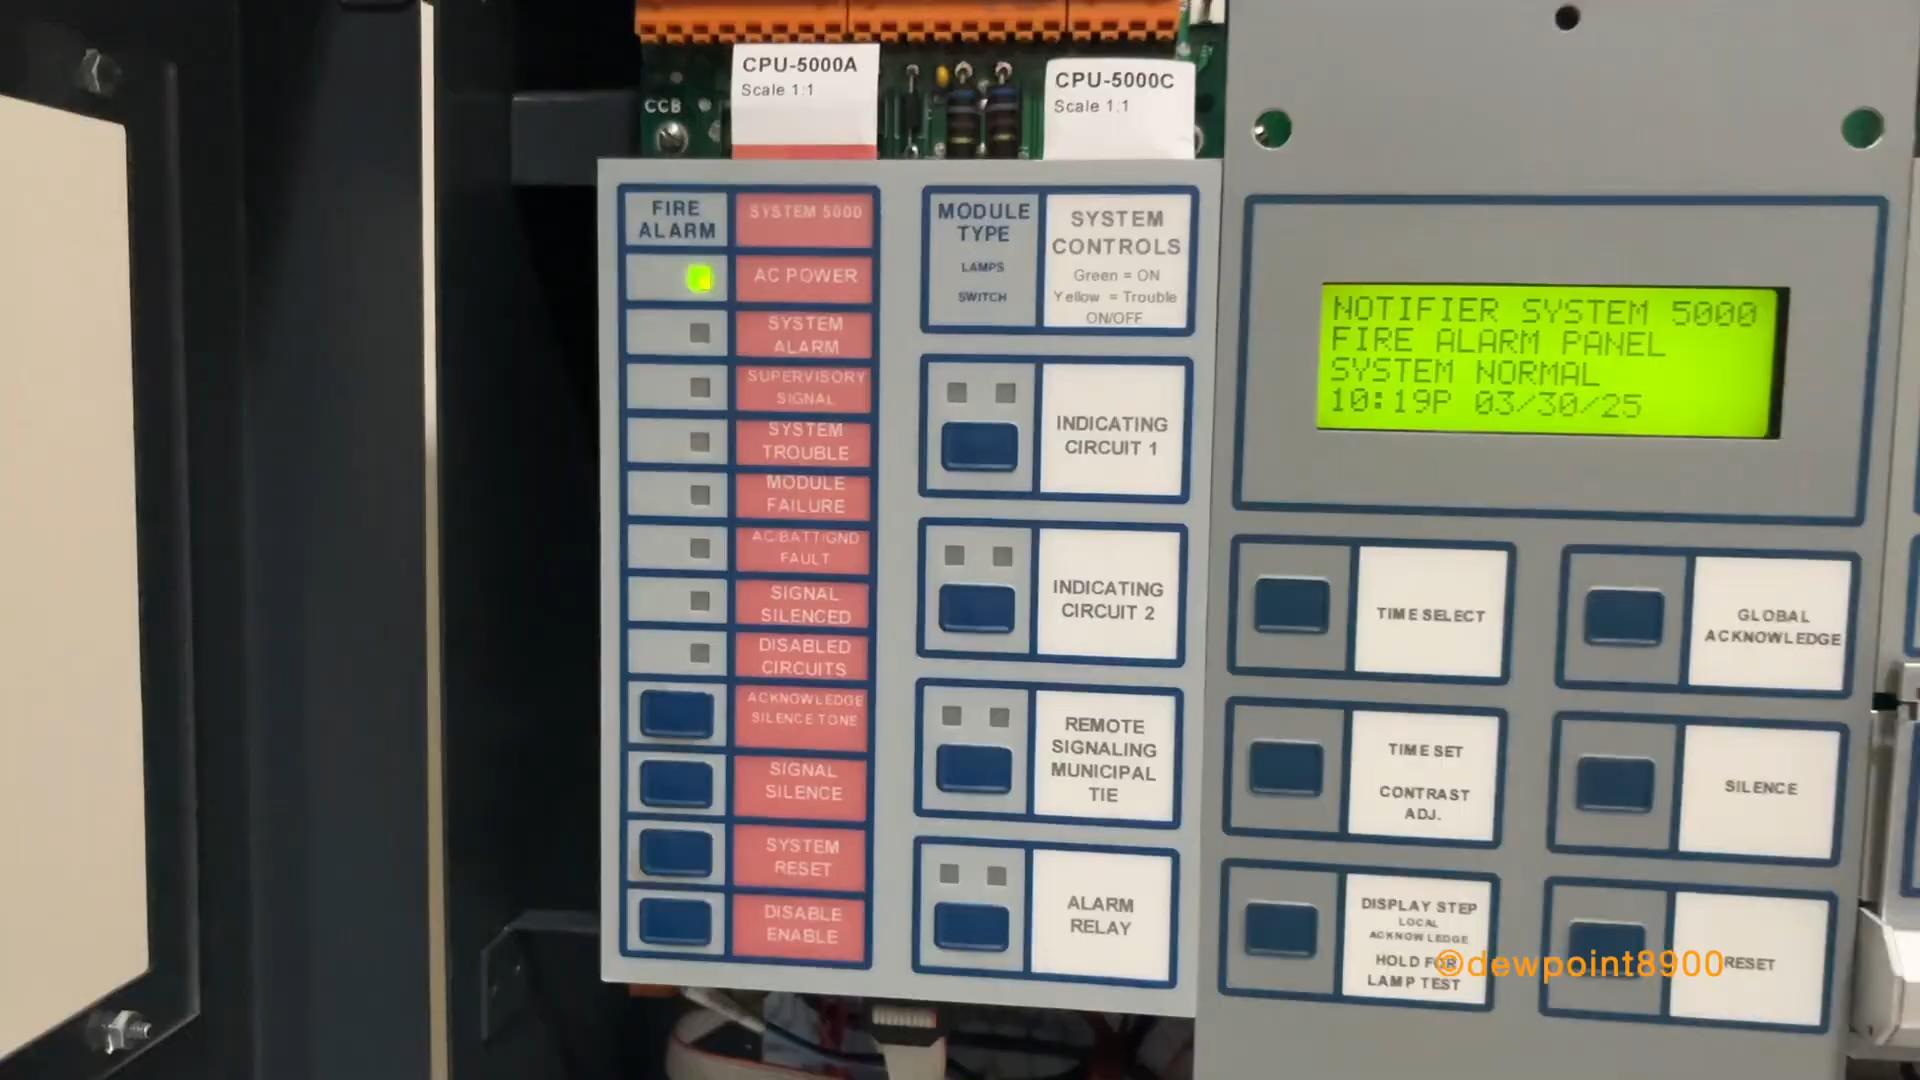 CPU-5000A
Scale 1:1
CPU-5000C
Scale 1:1
CCB
FIRE
ALARM
SYSTEM 5000
AC POWER
SYSTEM
ALARM
SUPERVISORY
SIGNAL
SYSTEM
TROUBLE
MODULE
FAILURE
AC/BATT/GND
FAULT
SIGNAL
SILENCED
DISABLED
CIRCUITS
ACKNOWLEDGE
SILENCE TONE
SIGNAL
SILENCE
SYSTEM
RESET
DISABLE
ENABLE
MODULE
TYPE
LAMPS
SWITCH
SYSTEM
CONTROLS
Green = ON
Yellow = Trouble
ON/OFF
INDICATING
CIRCUIT 1
INDICATING
CIRCUIT 2
REMOTE
SIGNALING
MUNICIPAL
TIE
ALARM
RELAY
NOTIFIER SYSTEM 5000
FIRE ALARM PANEL
SYSTEM NORMAL
10:19P 03/30/25
TIME SELECT
GLOBAL
ACKNOWLEDGE
TIME SET
CONTRAST
ADJ.
SILENCE
DISPLAY STEP
LOCAL
ACKNOWLEDGE
HOLD FOR
LAMP TEST
RESET
©dewpoint8900